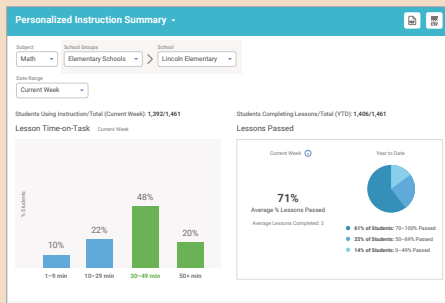 Personalized Instruction Summary
CSV
Subject
School Groups
School
Math
Elementary Schools
Lincoln Elementary
Date Range
Current Week
Students Using Instruction/Total (Current Week): 1,392/1,461
Lesson Time-on-Task Current Week
% Students
10%
22%
48%
20%
1–9 min
10–29 min
30–49 min
50+ min
Students Completing Lessons/Total (YTD): 1,406/1,461
Lessons Passed
Current Week
71%
Average % Lessons Passed
Average Lessons Completed: 2
Year to Date
61% of Students: 70–100% Passed
25% of Students: 50–69% Passed
14% of Students: 0–49% Passed